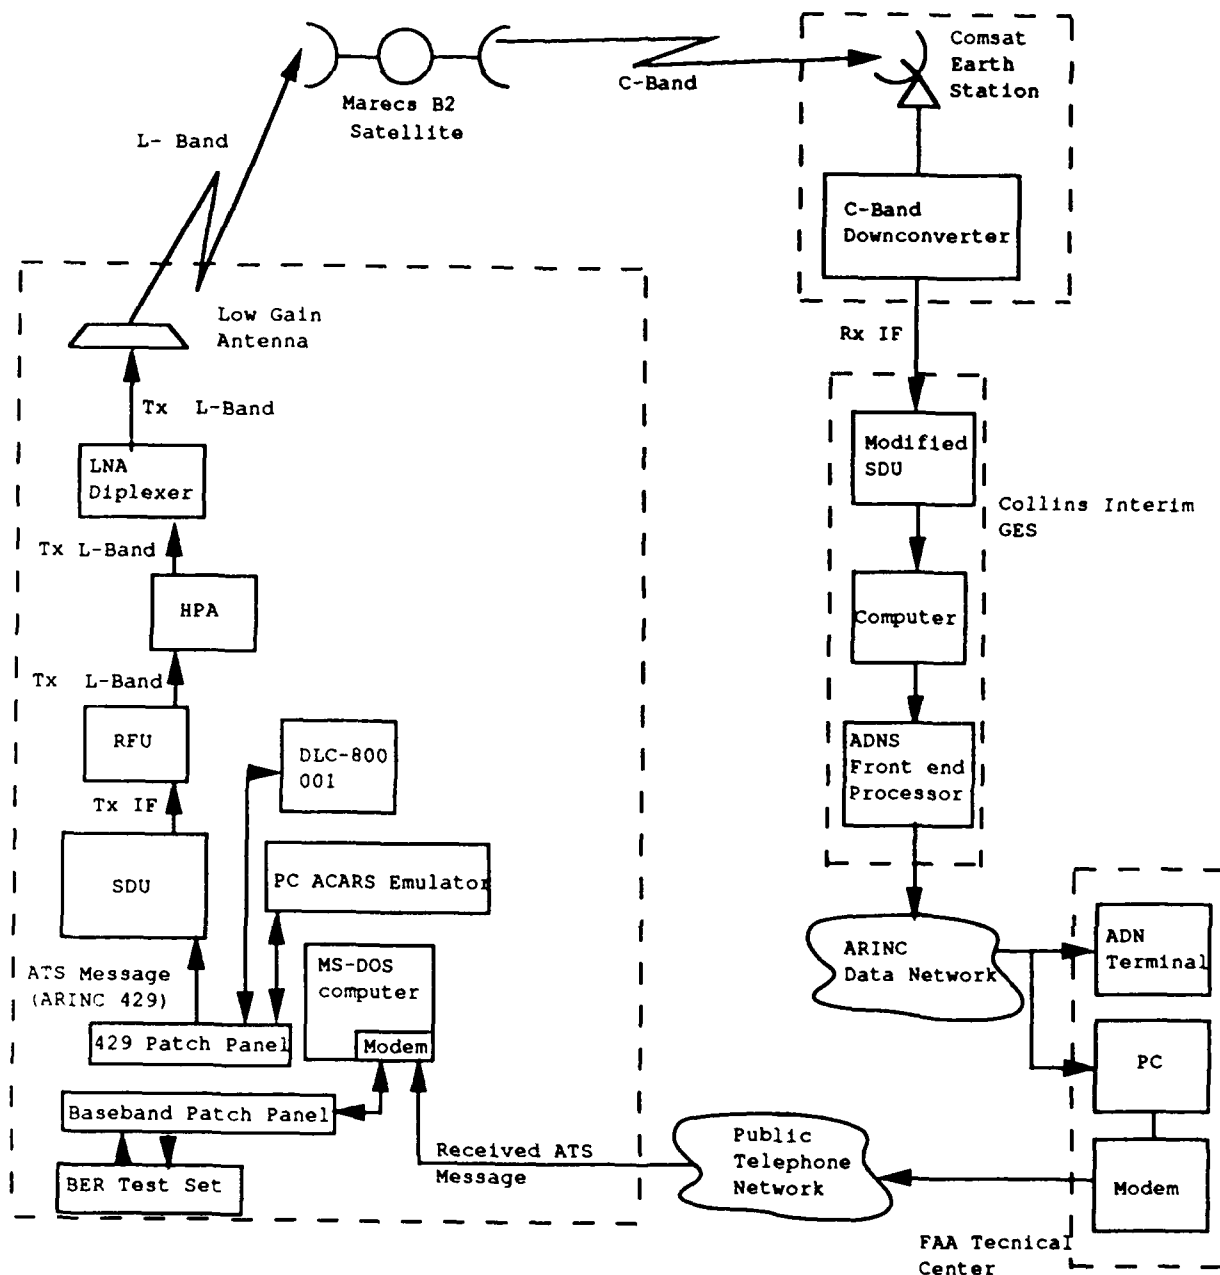 Comsat
Earth
Station
Marecs B2
Satellite
C-Band
L- Band
C-Band
Downconverter
Low Gain
Antenna
Rx IF
Tx L-Band
Modified
SDU
LNA
Diplexer
Collins Interim
GES
Tx L-Band
HPA
Computer
Tx L-Band
RFU
DLC-800
001
ADNS
Front end
Processor
Tx IF
SDU
PC ACARS Emulator
ARINC
Data Network
ADN
Terminal
MS-DOS
computer
ATS Message
(ARINC 429)
429 Patch Panel
Modem
PC
Baseband Patch Panel
Public
Telephone
Network
Received ATS
Message
BER Test Set
Modem
FAA Tecnical
Center